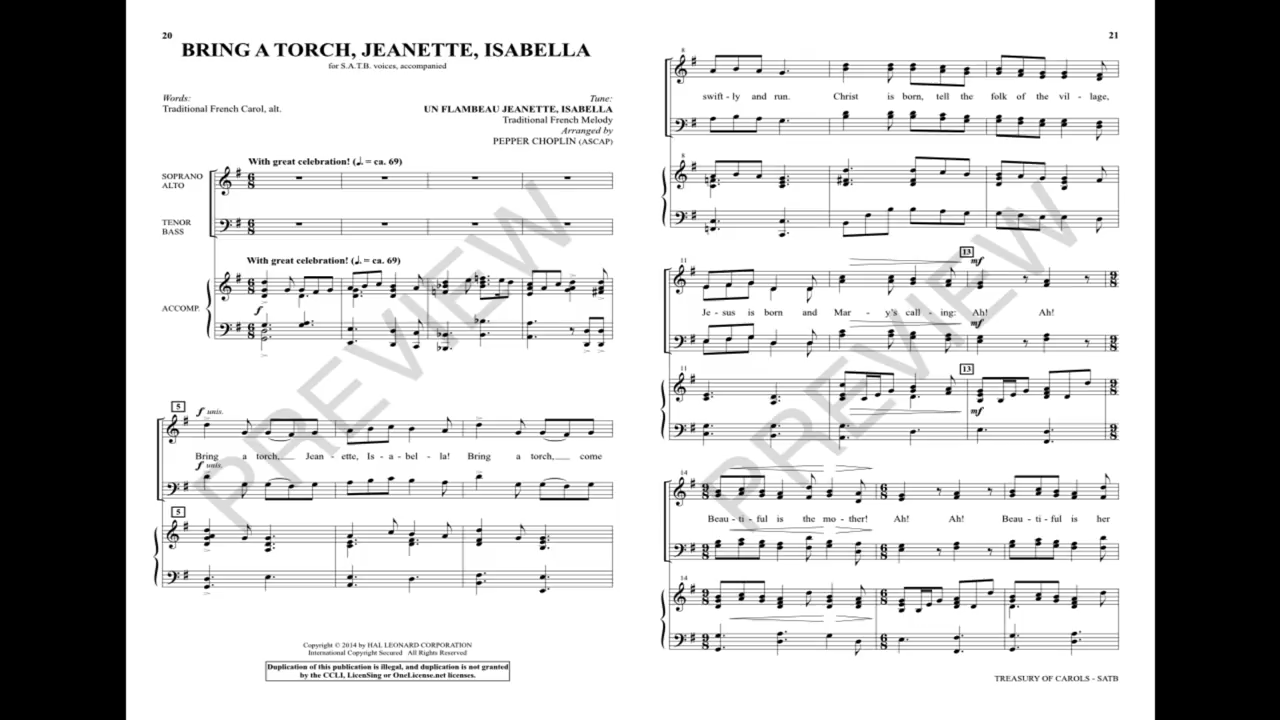 20
BRING A TORCH, JEANETTE, ISABELLA
for S.A.T.B. voices, accompanied
Words:
Traditional French Carol, alt.
Tune:
UN FLAMBEAU JEANETTE, ISABELLA
Traditional French Melody
Arranged by
PEPPER CHOPLIN (ASCAP)
With great celebration! (♩. = ca. 69)
SOPRANO
ALTO
TENOR
BASS
With great celebration! (♩. = ca. 69)
ACCOMP.
f
5
f unis.
Bring a torch, Jean - ette, Is - a - bel - la! Bring a torch, come
f unis.
5
Copyright © 2014 by HAL LEONARD CORPORATION
International Copyright Secured All Rights Reserved
Duplication of this publication is illegal, and duplication is not granted
by the CCLI, LicenSing or OneLicense.net licenses.
PREVIEW
21
8
swift - ly and run. Christ is born, tell the folk of the vil - lage,
8
11
13
mf
Je - sus is born and Mar - y's call - ing: Ah! Ah!
mf
11
13
mf
14
Beau - ti - ful is the mo - ther! Ah! Ah! Beau - ti - ful is her
14
TREASURY OF CAROLS - SATB
PREVIEW